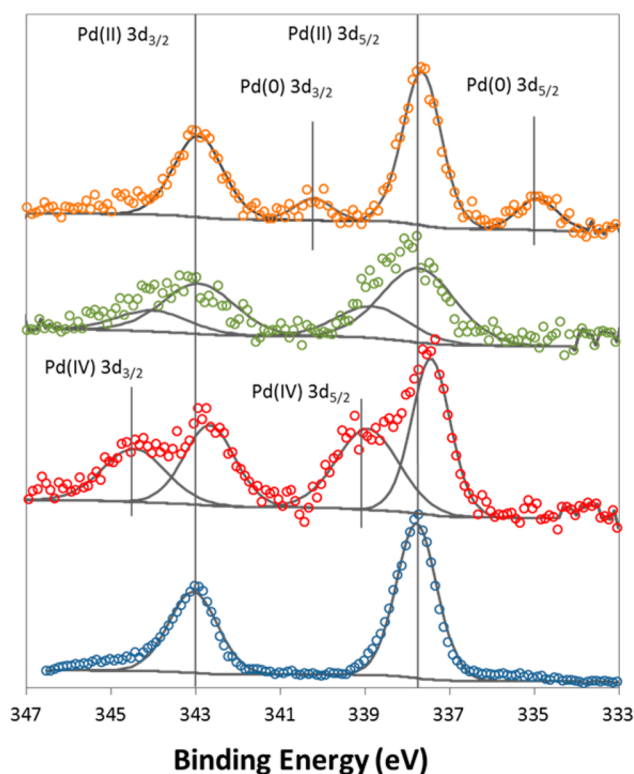 Pd(II) 3d3/2 Pd(II) 3d5/2
Pd(0) 3d3/2 Pd(0) 3d5/2
Pd(IV) 3d3/2 Pd(IV) 3d5/2
347 345 343 341 339 337 335 333
Binding Energy (eV)